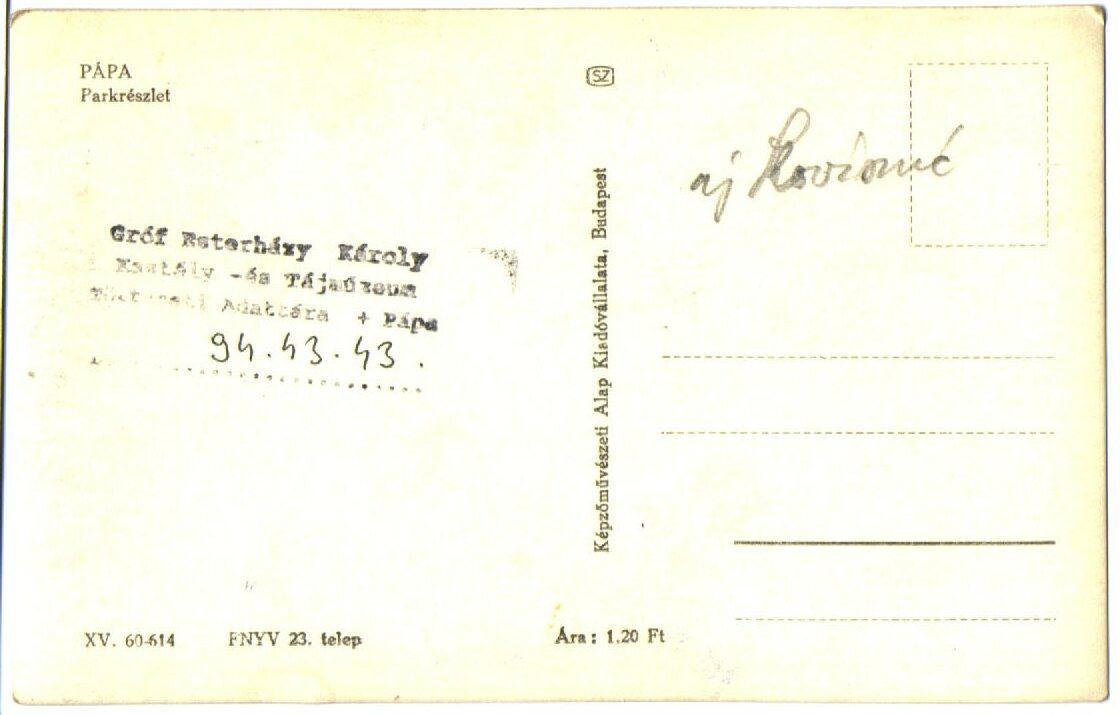 PÁPA
Parkrészlet
SZ
Gróf Esterházy Károly
Kastély -és Tájmúzeum
Történeti Adattára + Pápa
94.43.43.
Képzőművészeti Alap Kiadóvállalata, Budapest
XV. 60-614 FNYV 23. telep
Ára: 1,20 Ft